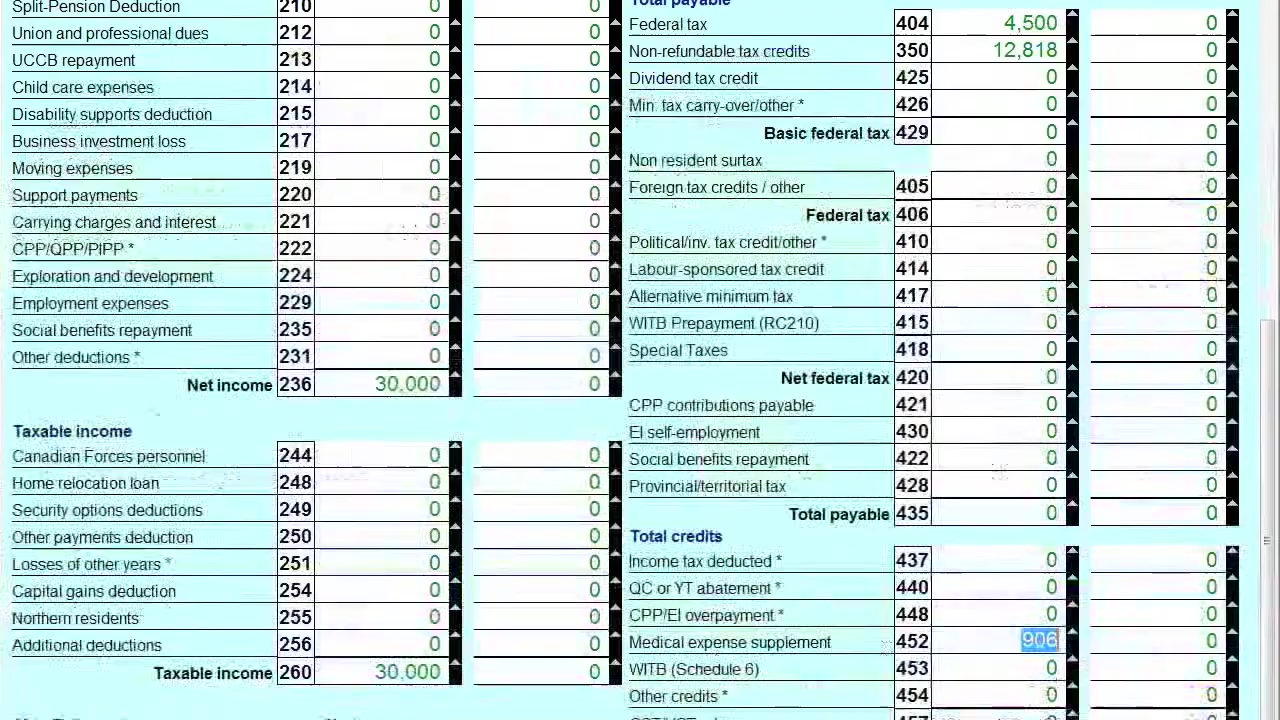 Split-Pension Deduction 210 0 0
Union and professional dues 212 0 0
UCCB repayment 213 0 0
Child care expenses 214 0 0
Disability supports deduction 215 0 0
Business investment loss 217 0 0
Moving expenses 219 0 0
Support payments 220 0 0
Carrying charges and interest 221 0 0
CPP/QPP/PIPP * 222 0 0
Exploration and development 224 0 0
Employment expenses 229 0 0
Social benefits repayment 235 0 0
Other deductions * 231 0 0
Net income 236 30,000 0
Taxable income
Canadian Forces personnel 244 0 0
Home relocation loan 248 0 0
Security options deductions 249 0 0
Other payments deduction 250 0 0
Losses of other years * 251 0 0
Capital gains deduction 254 0 0
Northern residents 255 0 0
Additional deductions 256 0 0
Taxable income 260 30,000 0
Total payable
Federal tax 404 4,500 0
Non-refundable tax credits 350 12,818 0
Dividend tax credit 425 0 0
Min. tax carry-over/other * 426 0 0
Basic federal tax 429 0 0
Non resident surtax 0 0
Foreign tax credits / other 405 0 0
Federal tax 406 0 0
Political/inv. tax credit/other * 410 0 0
Labour-sponsored tax credit 414 0 0
Alternative minimum tax 417 0 0
WITB Prepayment (RC210) 415 0 0
Special Taxes 418 0 0
Net federal tax 420 0 0
CPP contributions payable 421 0 0
EI self-employment 430 0 0
Social benefits repayment 422 0 0
Provincial/territorial tax 428 0 0
Total payable 435 0 0
Total credits
Income tax deducted * 437 0 0
QC or YT abatement * 440 0 0
CPP/EI overpayment * 448 0 0
Medical expense supplement 452 906 0
WITB (Schedule 6) 453 0 0
Other credits * 454 0 0